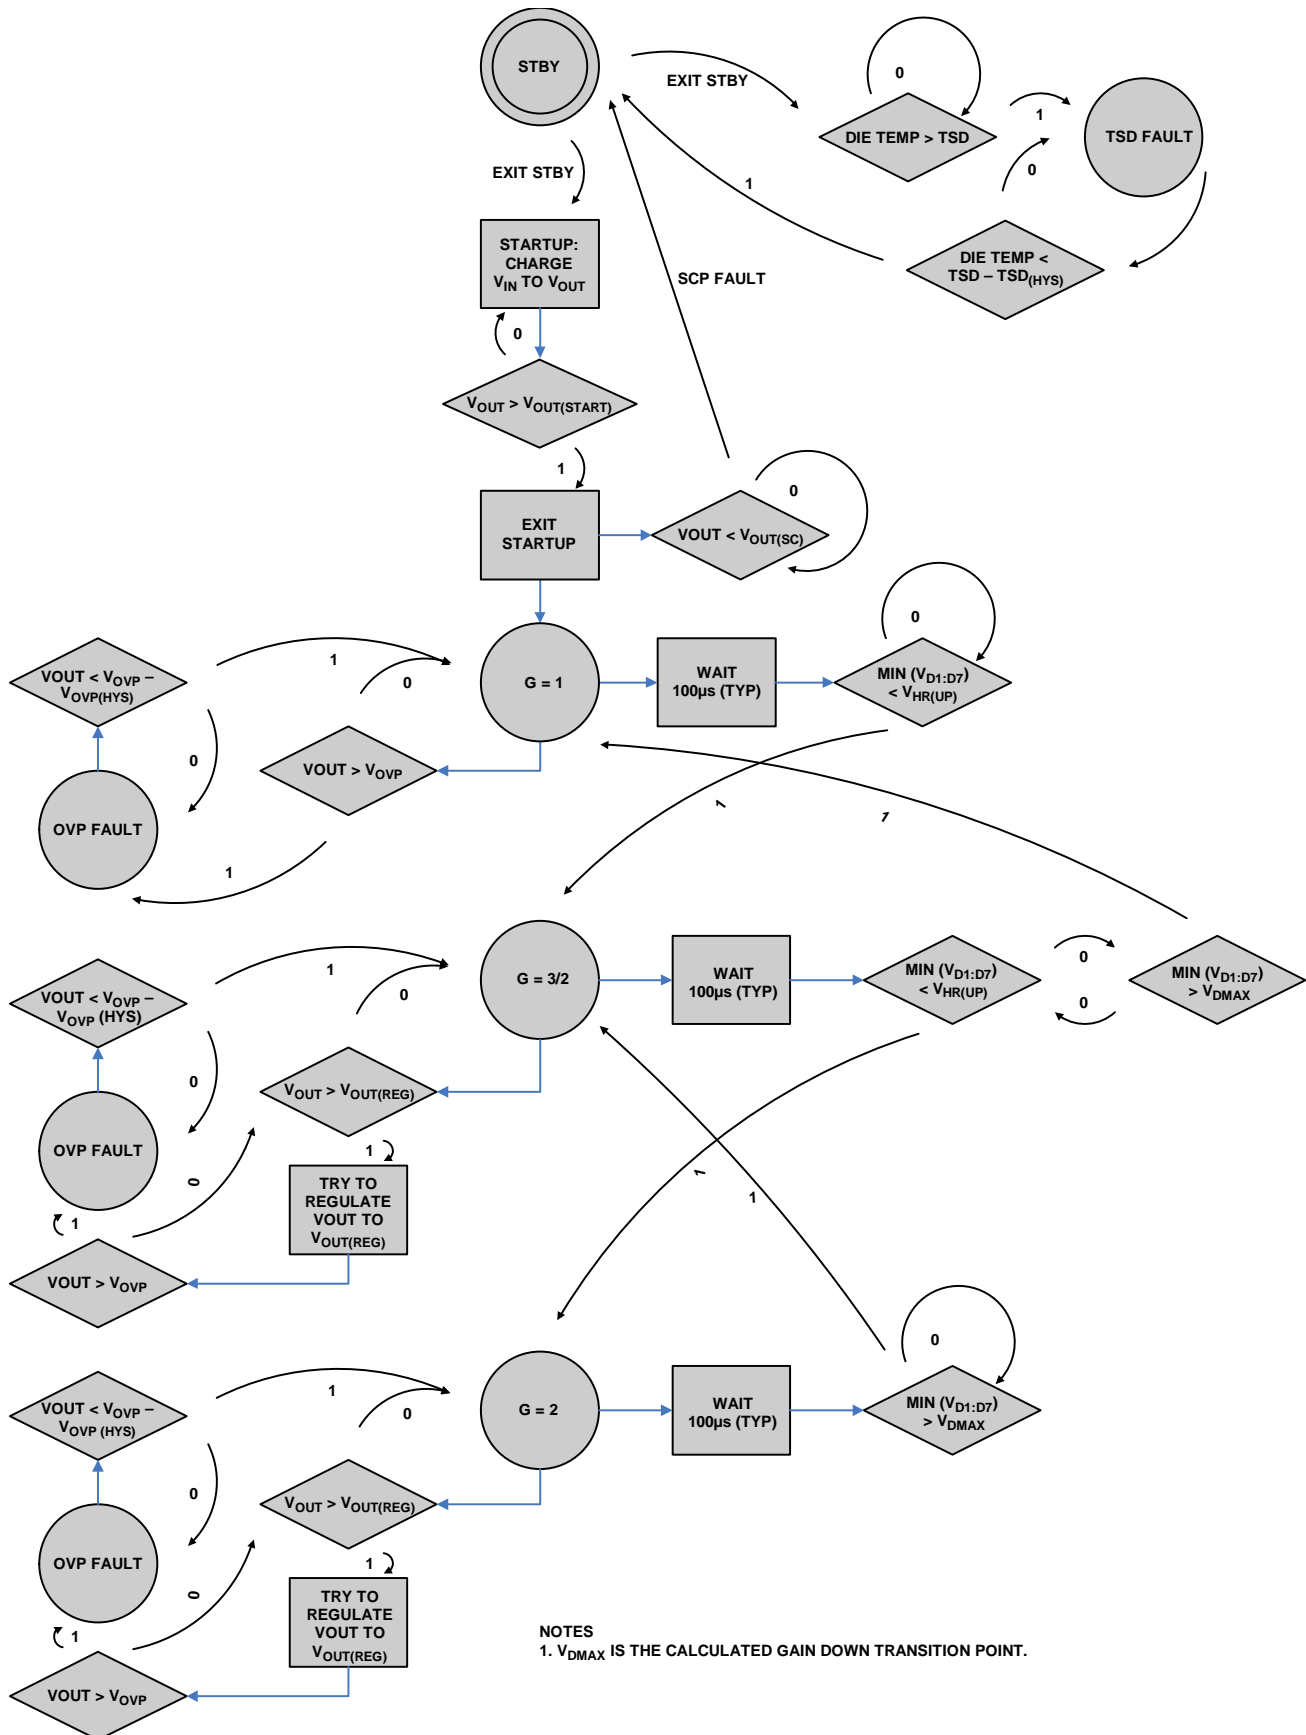 STBY
EXIT STBY
0
DIE TEMP > TSD
1
TSD FAULT
0
EXIT STBY
1
STARTUP:
CHARGE
VIN TO VOUT
DIE TEMP <
TSD – TSD(HYS)
SCP FAULT
0
VOUT > VOUT(START)
1
EXIT
STARTUP
VOUT < VOUT(SC)
0
0
VOUT < VOVP –
VOVP(HYS)
1
0
G = 1
WAIT
100µs (TYP)
MIN (VD1:D7)
< VHR(UP)
0
VOUT > VOVP
OVP FAULT
1
1
1
VOUT < VOVP –
VOVP (HYS)
1
0
G = 3/2
WAIT
100µs (TYP)
MIN (VD1:D7)
< VHR(UP)
0
0
MIN (VD1:D7)
> VDMAX
0
VOUT > VOUT(REG)
OVP FAULT
1
0
1
TRY TO
REGULATE
VOUT TO
VOUT(REG)
1
1
VOUT > VOVP
0
VOUT < VOVP –
VOVP (HYS)
1
0
G = 2
WAIT
100µs (TYP)
MIN (VD1:D7)
> VDMAX
0
VOUT > VOUT(REG)
OVP FAULT
1
0
1
TRY TO
REGULATE
VOUT TO
VOUT(REG)
VOUT > VOVP
NOTES
1. VDMAX IS THE CALCULATED GAIN DOWN TRANSITION POINT.